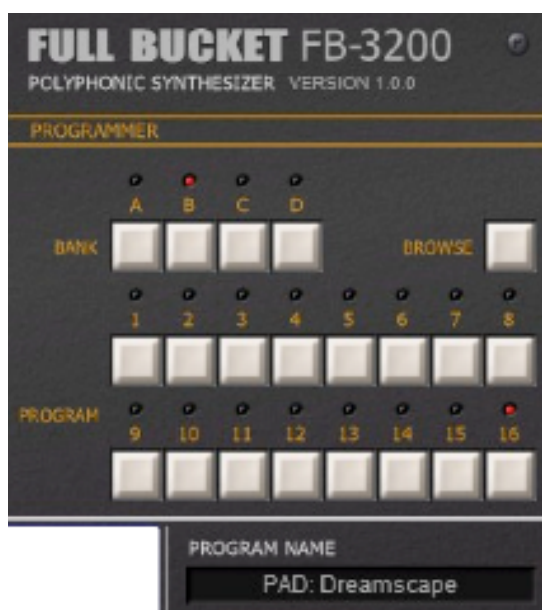 FULL BUCKET FB-3200
POLYPHONIC SYNTHESIZER VERSION 1.0.0
PROGRAMMER
A B C D
BANK BROWSE
1 2 3 4 5 6 7 8
PROGRAM
9 10 11 12 13 14 15 16
PROGRAM NAME
PAD: Dreamscape